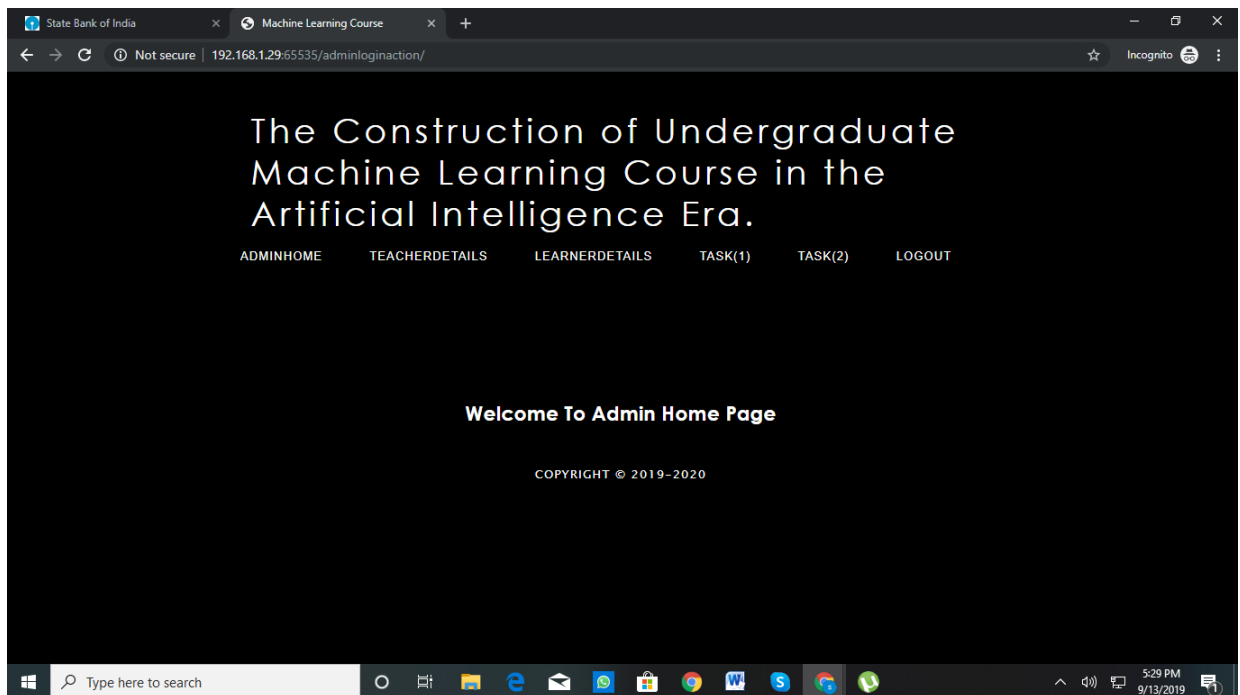 State Bank of India
Machine Learning Course
Not secure | 192.168.1.29:65535/adminloginaction/
Incognito
The Construction of Undergraduate
Machine Learning Course in the
Artificial Intelligence Era.
ADMINHOME TEACHERDETAILS LEARNERDETAILS TASK(1) TASK(2) LOGOUT
Welcome To Admin Home Page
COPYRIGHT © 2019-2020
Type here to search
5:29 PM
9/13/2019